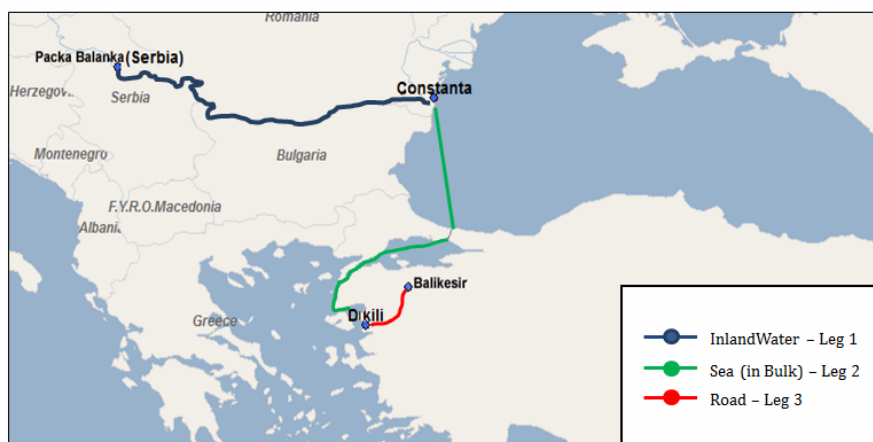 Romania
Packa Balanka (Serbia)
Constanta
Herzegov
Serbia
Montenegro
Bulgaria
F.Y.R.O.Macedonia
Albania
Balikesir
Dikili
Greece
InlandWater – Leg 1
Sea (in Bulk) – Leg 2
Road – Leg 3